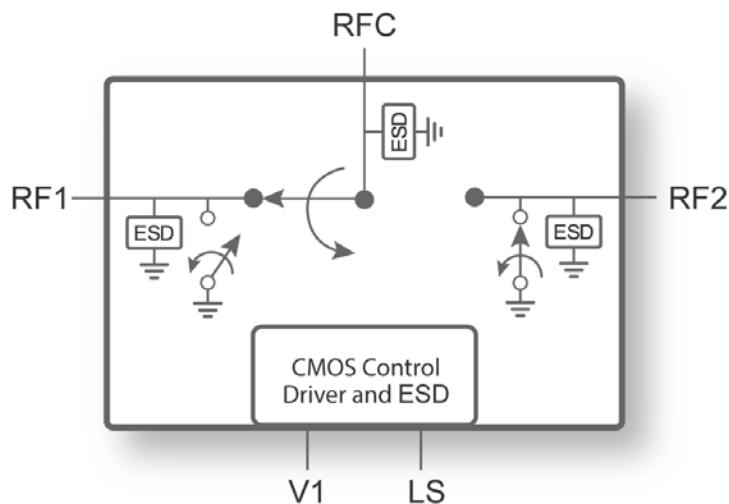 RFC
ESD
RF1
RF2
ESD
ESD
CMOS Control
Driver and ESD
V1
LS